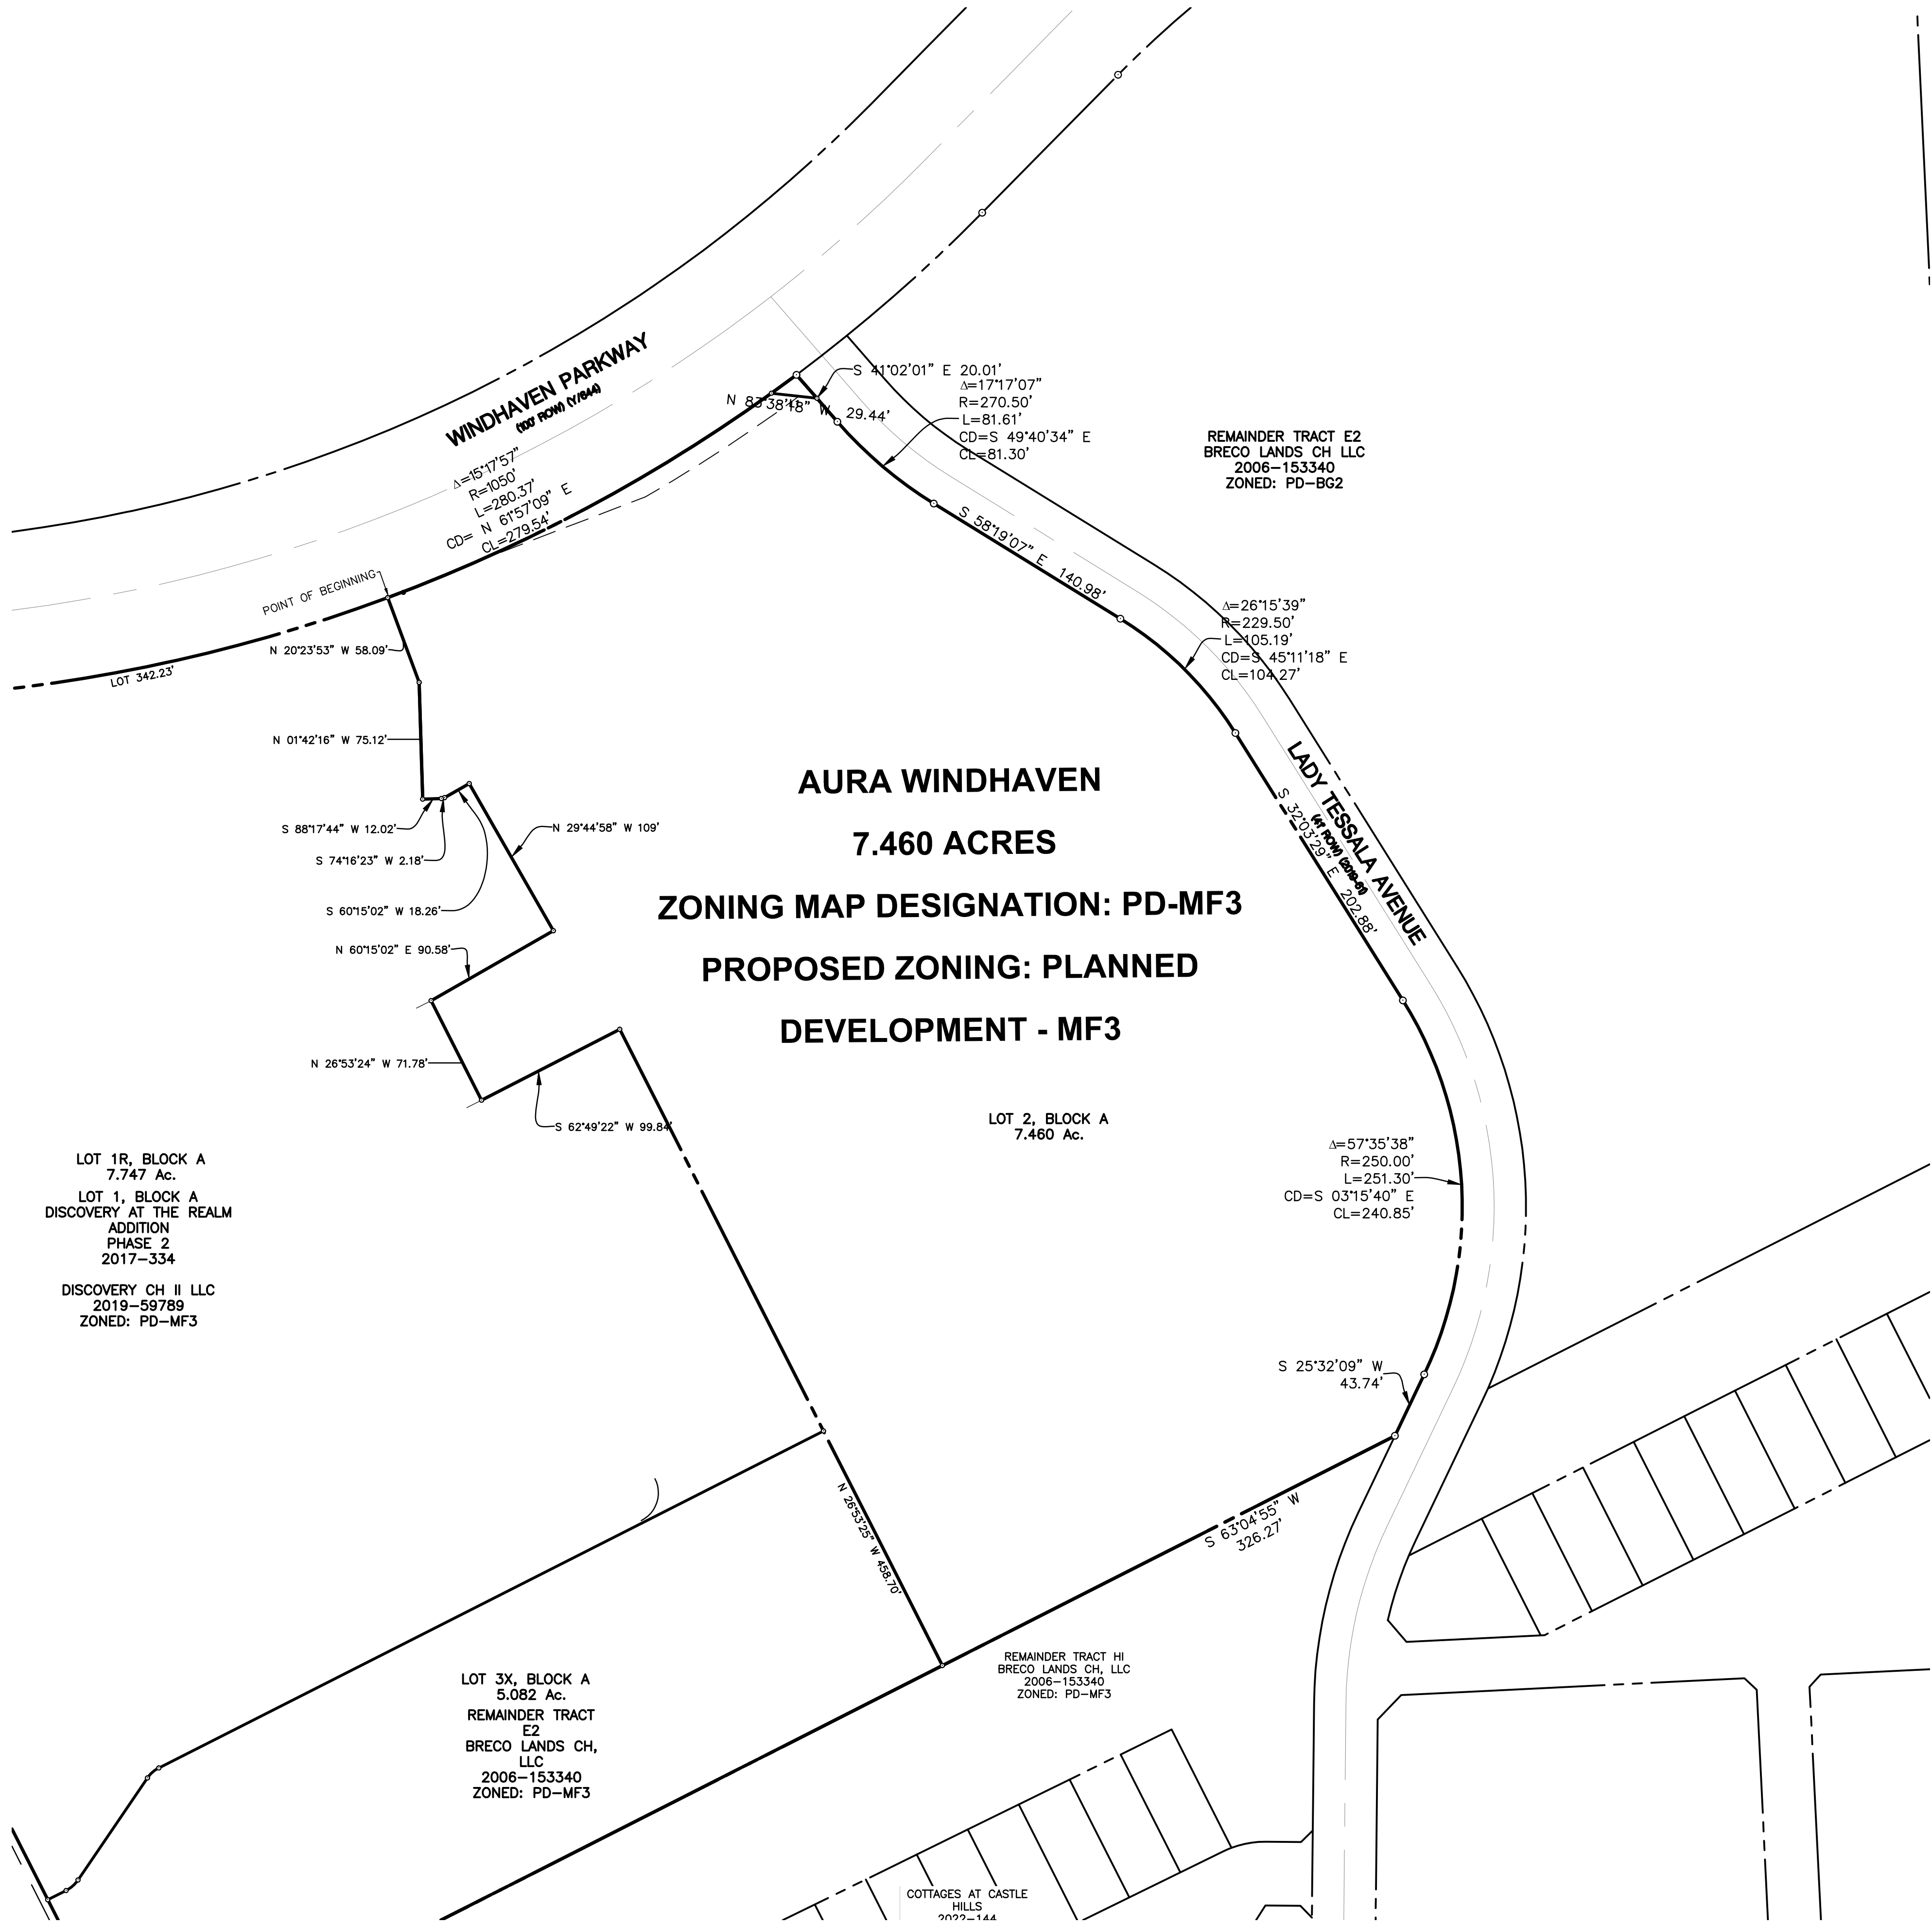 WINDHAVEN PARKWAY
(100' ROW) (Y/644)
Δ=15°17'57"
R=1050'
L=280.37'
CD= N 61°57'09" E
CL=279.54'
N 83°38'18" W 29.44'
S 41°02'01" E 20.01'
Δ=17°17'07"
R=270.50'
L=81.61'
CD=S 49°40'34" E
CL=81.30'
REMAINDER TRACT E2
BRECO LANDS CH LLC
2006-153340
ZONED: PD-BG2
S 58°19'07" E 140.98'
POINT OF BEGINNING
LOT 342.23'
N 20°23'53" W 58.09'
Δ=26°15'39"
R=229.50'
L=105.19'
CD=S 45°11'18" E
CL=104.27'
N 01°42'16" W 75.12'
S 88°17'44" W 12.02'
S 74°16'23" W 2.18'
S 60°15'02" W 18.26'
N 29°44'58" W 109'
N 60°15'02" E 90.58'
N 26°53'24" W 71.78'
S 62°49'22" W 99.84'
LADY TESSALA AVENUE
(41' ROW)
S 32°03'29" E 202.88'
AURA WINDHAVEN
7.460 ACRES
ZONING MAP DESIGNATION: PD-MF3
PROPOSED ZONING: PLANNED
DEVELOPMENT - MF3
LOT 2, BLOCK A
7.460 Ac.
Δ=57°35'38"
R=250.00'
L=251.30'
CD=S 03°15'40" E
CL=240.85'
LOT 1R, BLOCK A
7.747 Ac.
LOT 1, BLOCK A
DISCOVERY AT THE REALM
ADDITION
PHASE 2
2017-334
DISCOVERY CH II LLC
2019-59789
ZONED: PD-MF3
S 25°32'09" W
43.74'
N 26°53'25" W 458.70'
S 63°04'55" W
326.27'
REMAINDER TRACT HI
BRECO LANDS CH, LLC
2006-153340
ZONED: PD-MF3
LOT 3X, BLOCK A
5.082 Ac.
REMAINDER TRACT
E2
BRECO LANDS CH,
LLC
2006-153340
ZONED: PD-MF3
COTTAGES AT CASTLE
HILLS
2022-144